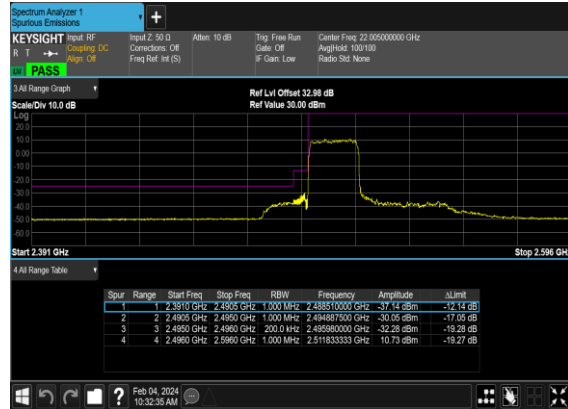 Spectrum Analyzer 1
Spurious Emissions
KEYSIGHT Input: RF Input Z: 50 Ω Atten: 10 dB Trig: Free Run Center Freq: 22.005000000 GHz
R T Coupling: DC Corrections: Off Gate: Off Avg|Hold: 100/100
Align: Off Freq Ref: Int (S) IF Gain: Low Radio Std: None
PASS
3 All Range Graph
Ref Lvl Offset 32.98 dB
Scale/Div 10.0 dB Ref Value 30.00 dBm
Log
20.0
10.0
0.00
-10.0
-20.0
-30.0
-40.0
-50.0
-60.0
Start 2.391 GHz Stop 2.596 GH
4 All Range Table
Spur Range Start Freq Stop Freq RBW Frequency Amplitude ΔLimit
1 1 2.3910 GHz 2.4905 GHz 1.000 MHz 2.488510000 GHz -37.14 dBm -12.14 dB
2 2 2.4905 GHz 2.4950 GHz 1.000 MHz 2.494887500 GHz -30.05 dBm -17.05 dB
3 3 2.4950 GHz 2.4960 GHz 200.0 kHz 2.495980000 GHz -32.28 dBm -19.28 dB
4 4 2.4960 GHz 2.5960 GHz 1.000 MHz 2.511833333 GHz 10.73 dBm -19.27 dB
? Feb 04, 2024
10:32:35 AM